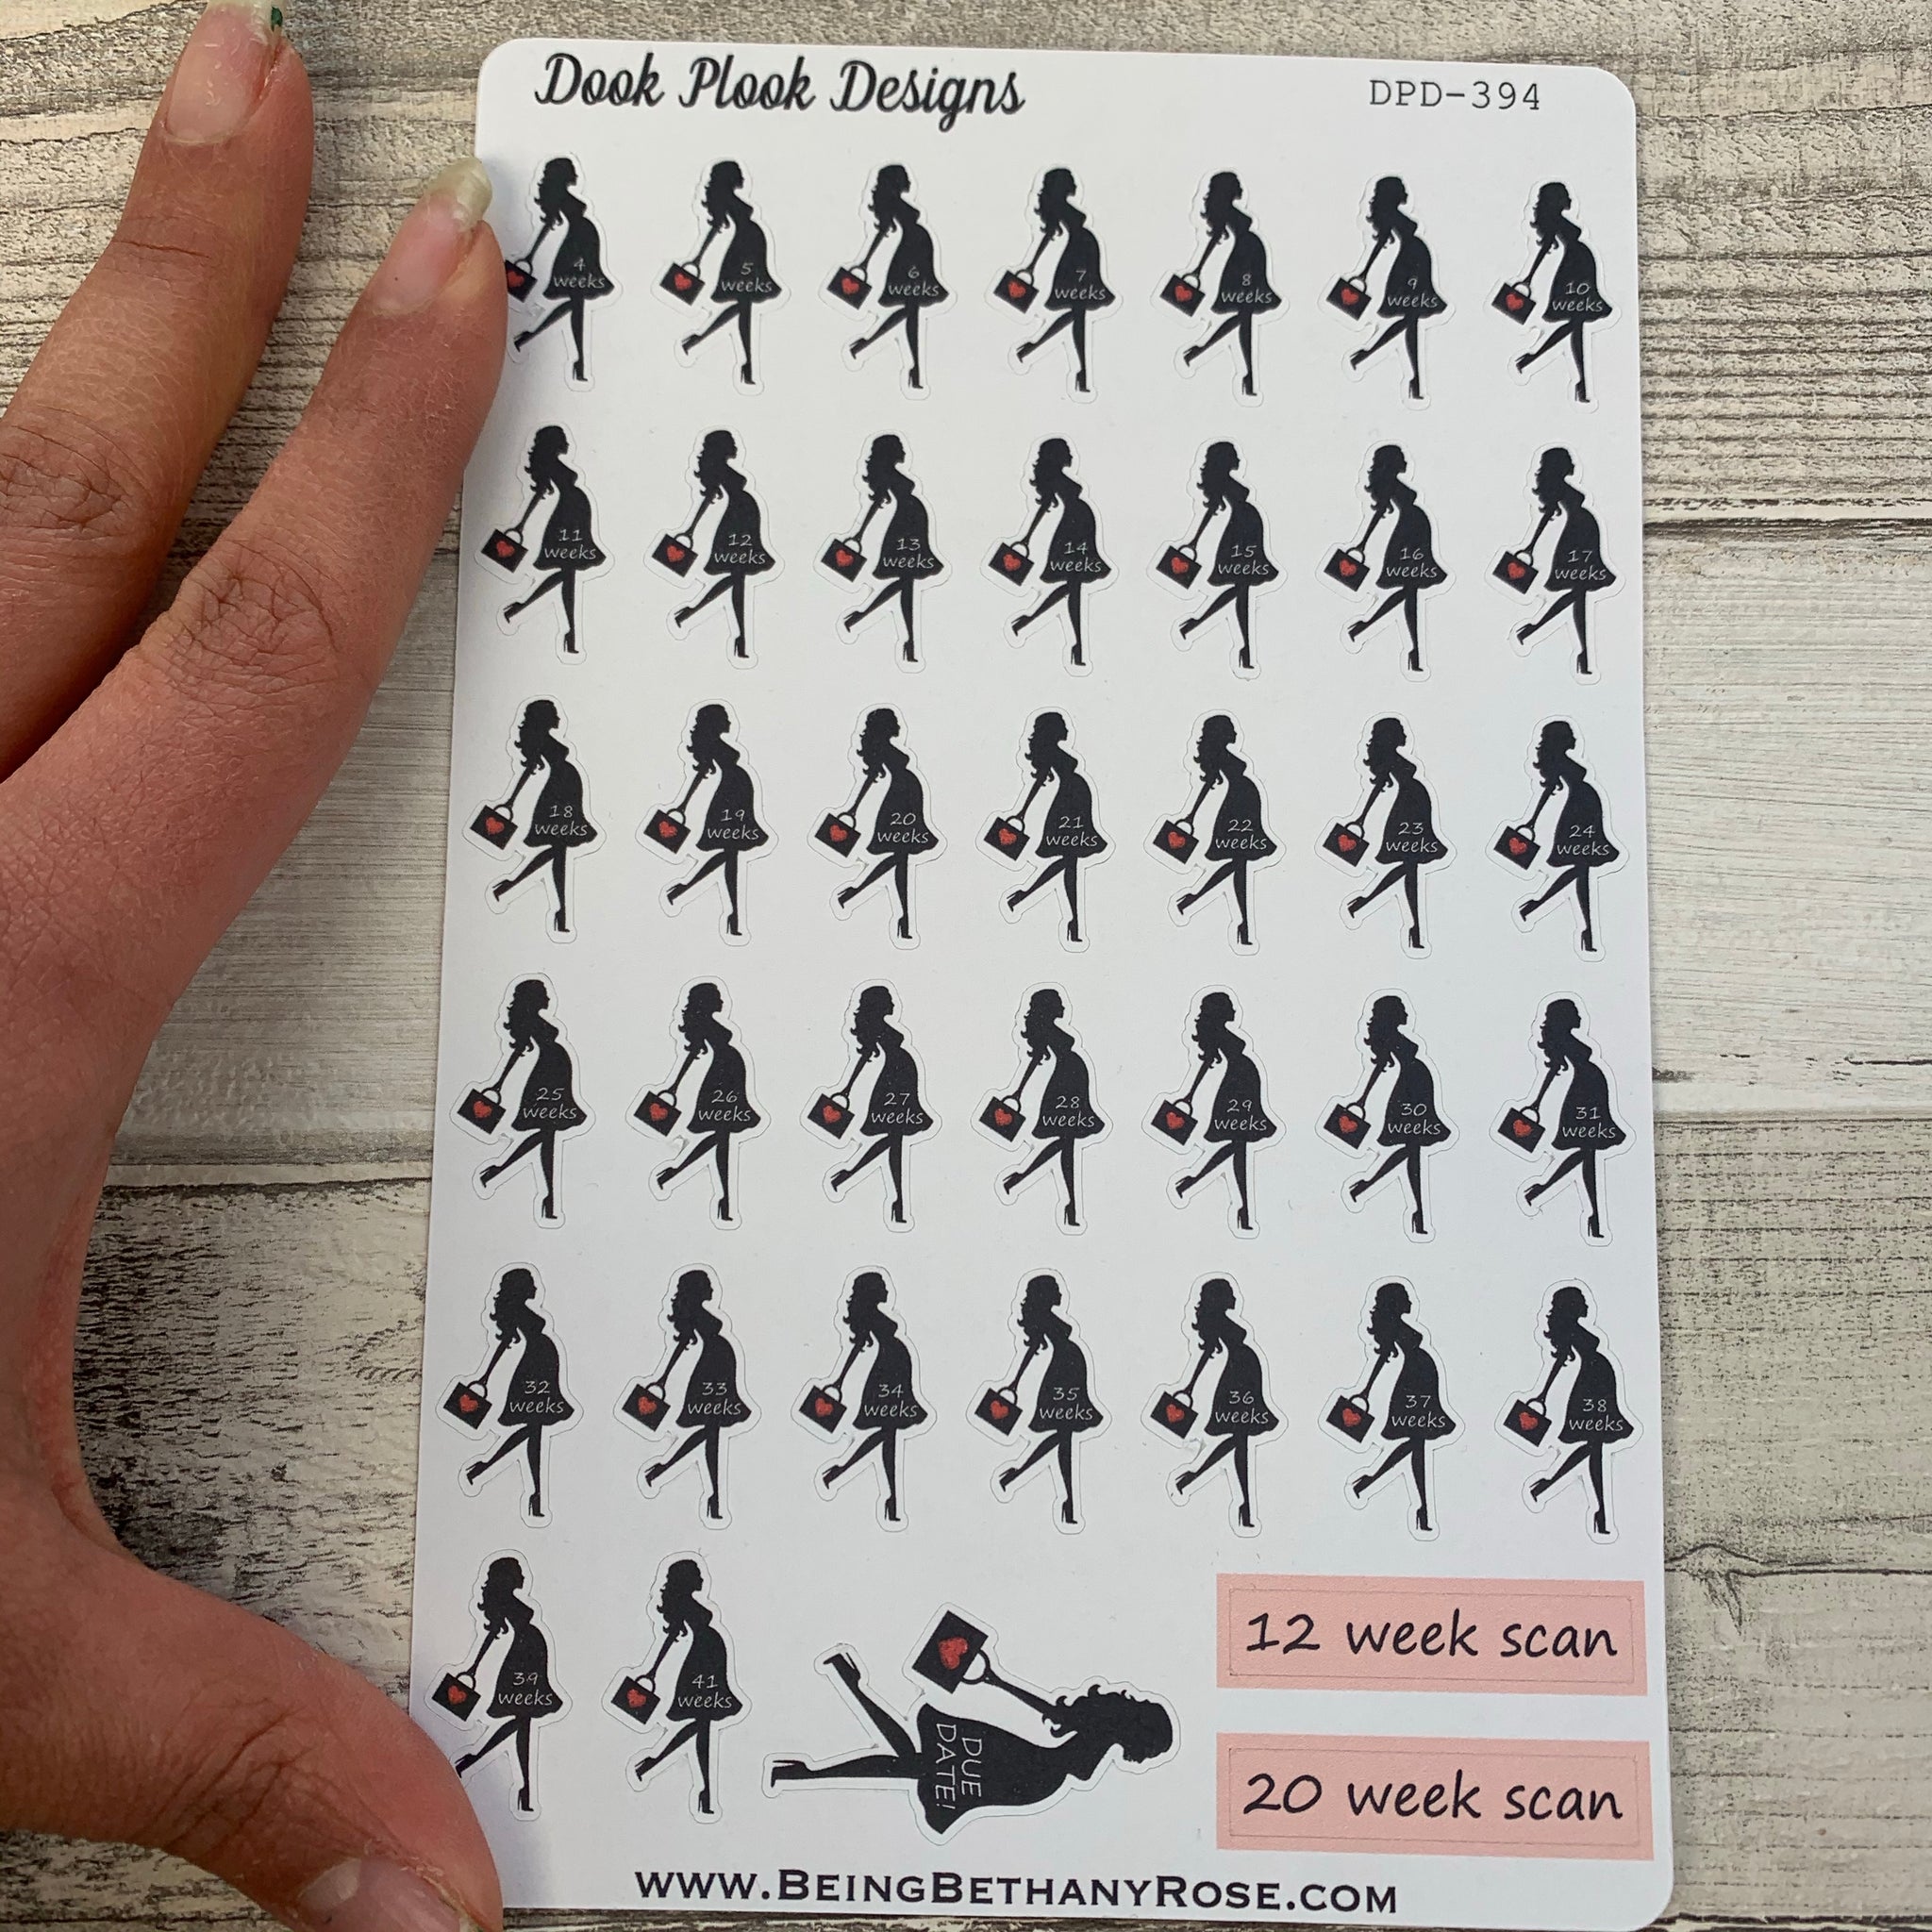 Dook Plook Designs
DPD-394
4 weeks
5 weeks
6 weeks
7 weeks
8 weeks
9 weeks
10 weeks
11 weeks
12 weeks
13 weeks
14 weeks
15 weeks
16 weeks
17 weeks
18 weeks
19 weeks
20 weeks
21 weeks
22 weeks
23 weeks
24 weeks
25 weeks
26 weeks
27 weeks
28 weeks
29 weeks
30 weeks
31 weeks
32 weeks
33 weeks
34 weeks
35 weeks
36 weeks
37 weeks
38 weeks
39 weeks
41 weeks
DUE
DATE!
12 week scan
20 week scan
www.BeingBethanyRose.com